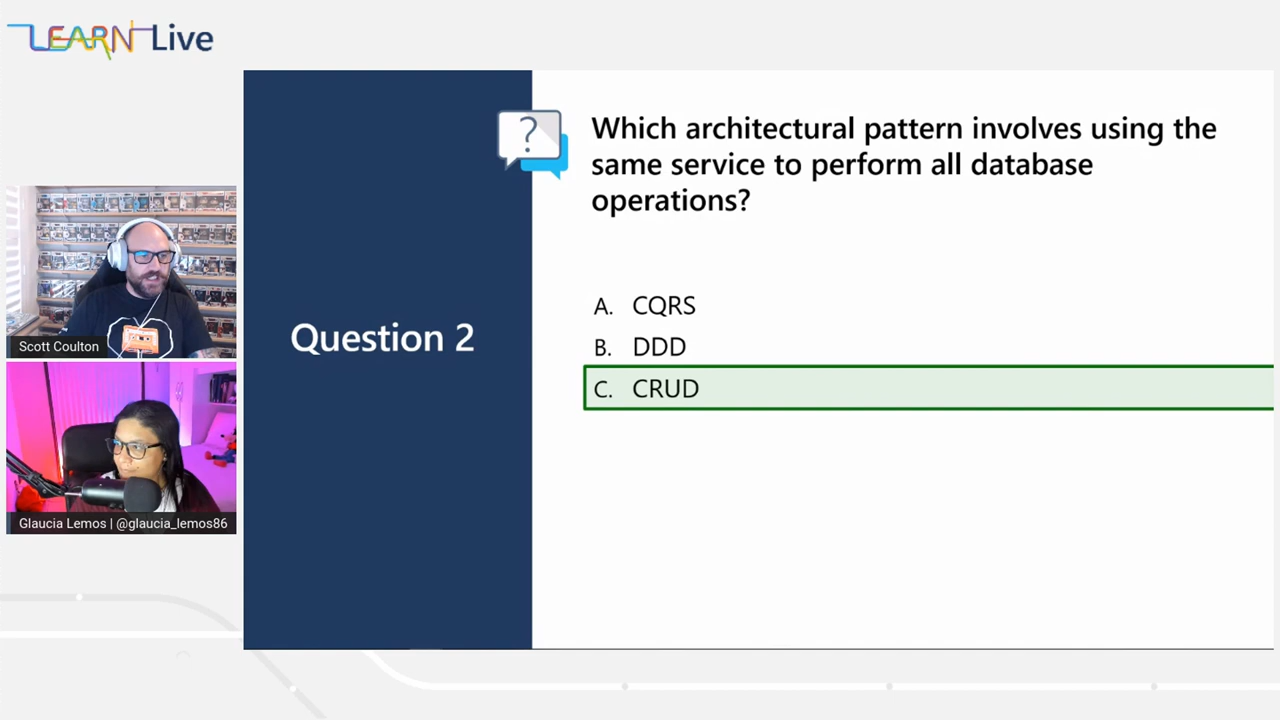 LEARN Live
Which architectural pattern involves using the
same service to perform all database
operations?
Question 2
A. CQRS
B. DDD
C. CRUD
Scott Coulton
Glaucia Lemos | @glaucia_lemos86